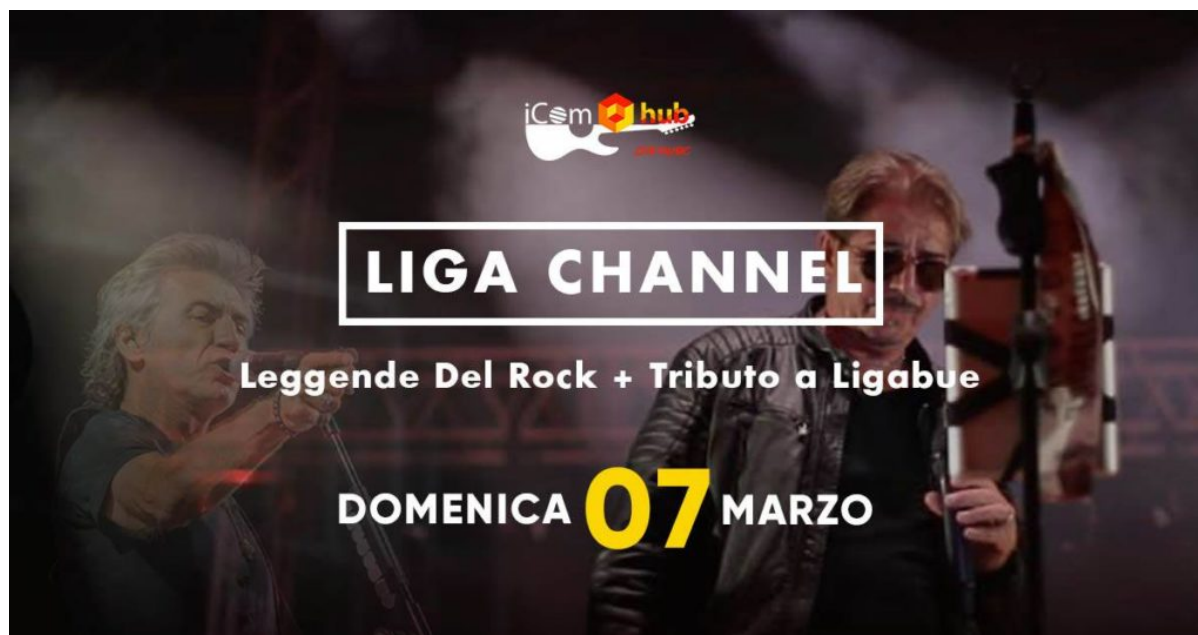 iCom hub
LIGA CHANNEL
Leggende Del Rock + Tributo a Ligabue
DOMENICA 07 MARZO